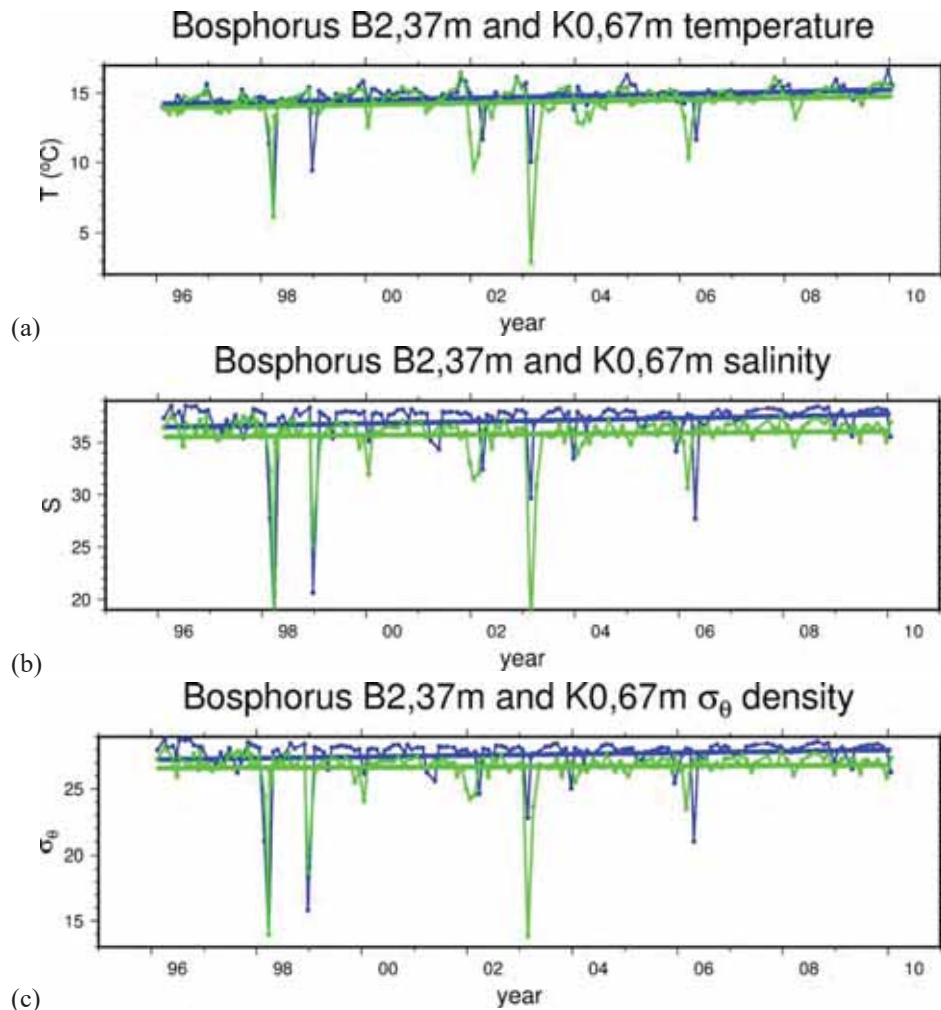 Bosphorus B2,37m and K0,67m temperature
15
10
5
T (ºC)
96 98 00 02 04 06 08 10
year
(a)
Bosphorus B2,37m and K0,67m salinity
35
30
25
20
S
96 98 00 02 04 06 08 10
year
(b)
Bosphorus B2,37m and K0,67m σθ density
25
20
15
σθ
96 98 00 02 04 06 08 10
year
(c)